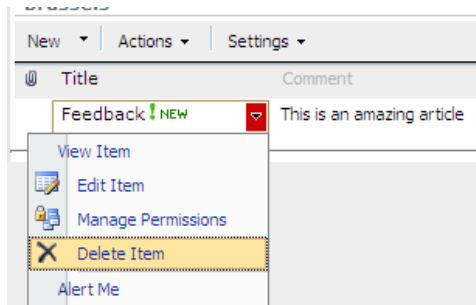 New Actions Settings
Title Comment
Feedback ! NEW This is an amazing article
View Item
Edit Item
Manage Permissions
Delete Item
Alert Me